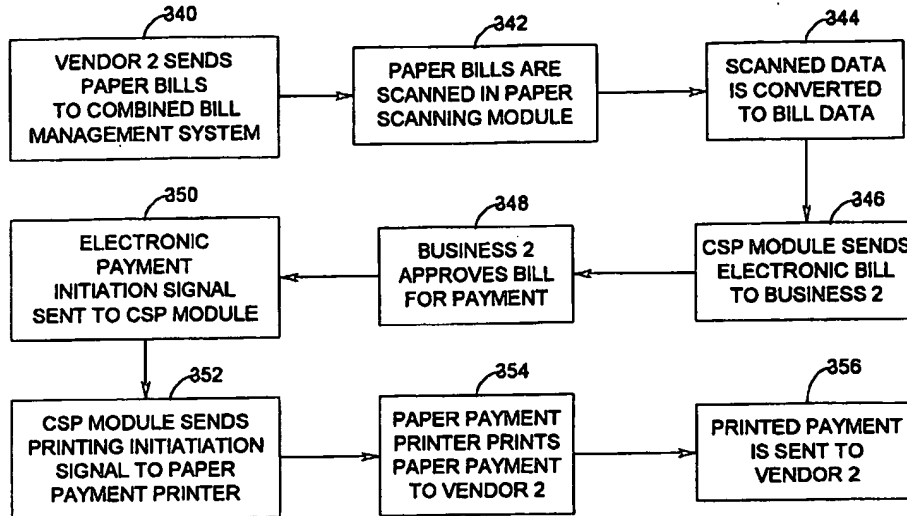 340
VENDOR 2 SENDS
PAPER BILLS
TO COMBINED BILL
MANAGEMENT SYSTEM
342
PAPER BILLS ARE
SCANNED IN PAPER
SCANNING MODULE
344
SCANNED DATA
IS CONVERTED
TO BILL DATA
346
CSP MODULE SENDS
ELECTRONIC BILL
TO BUSINESS 2
348
BUSINESS 2
APPROVES BILL
FOR PAYMENT
350
ELECTRONIC
PAYMENT
INITIATION SIGNAL
SENT TO CSP MODULE
352
CSP MODULE SENDS
PRINTING INITIATIATION
SIGNAL TO PAPER
PAYMENT PRINTER
354
PAPER PAYMENT
PRINTER PRINTS
PAPER PAYMENT
TO VENDOR 2
356
PRINTED PAYMENT
IS SENT TO
VENDOR 2